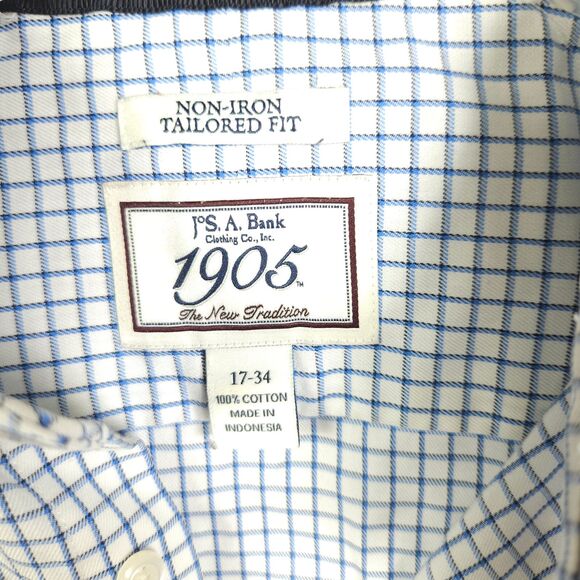 NON-IRON
TAILORED FIT
JoS. A. Bank
Clothing Co., Inc.
1905™
The New Tradition
17-34
100% COTTON
MADE IN
INDONESIA